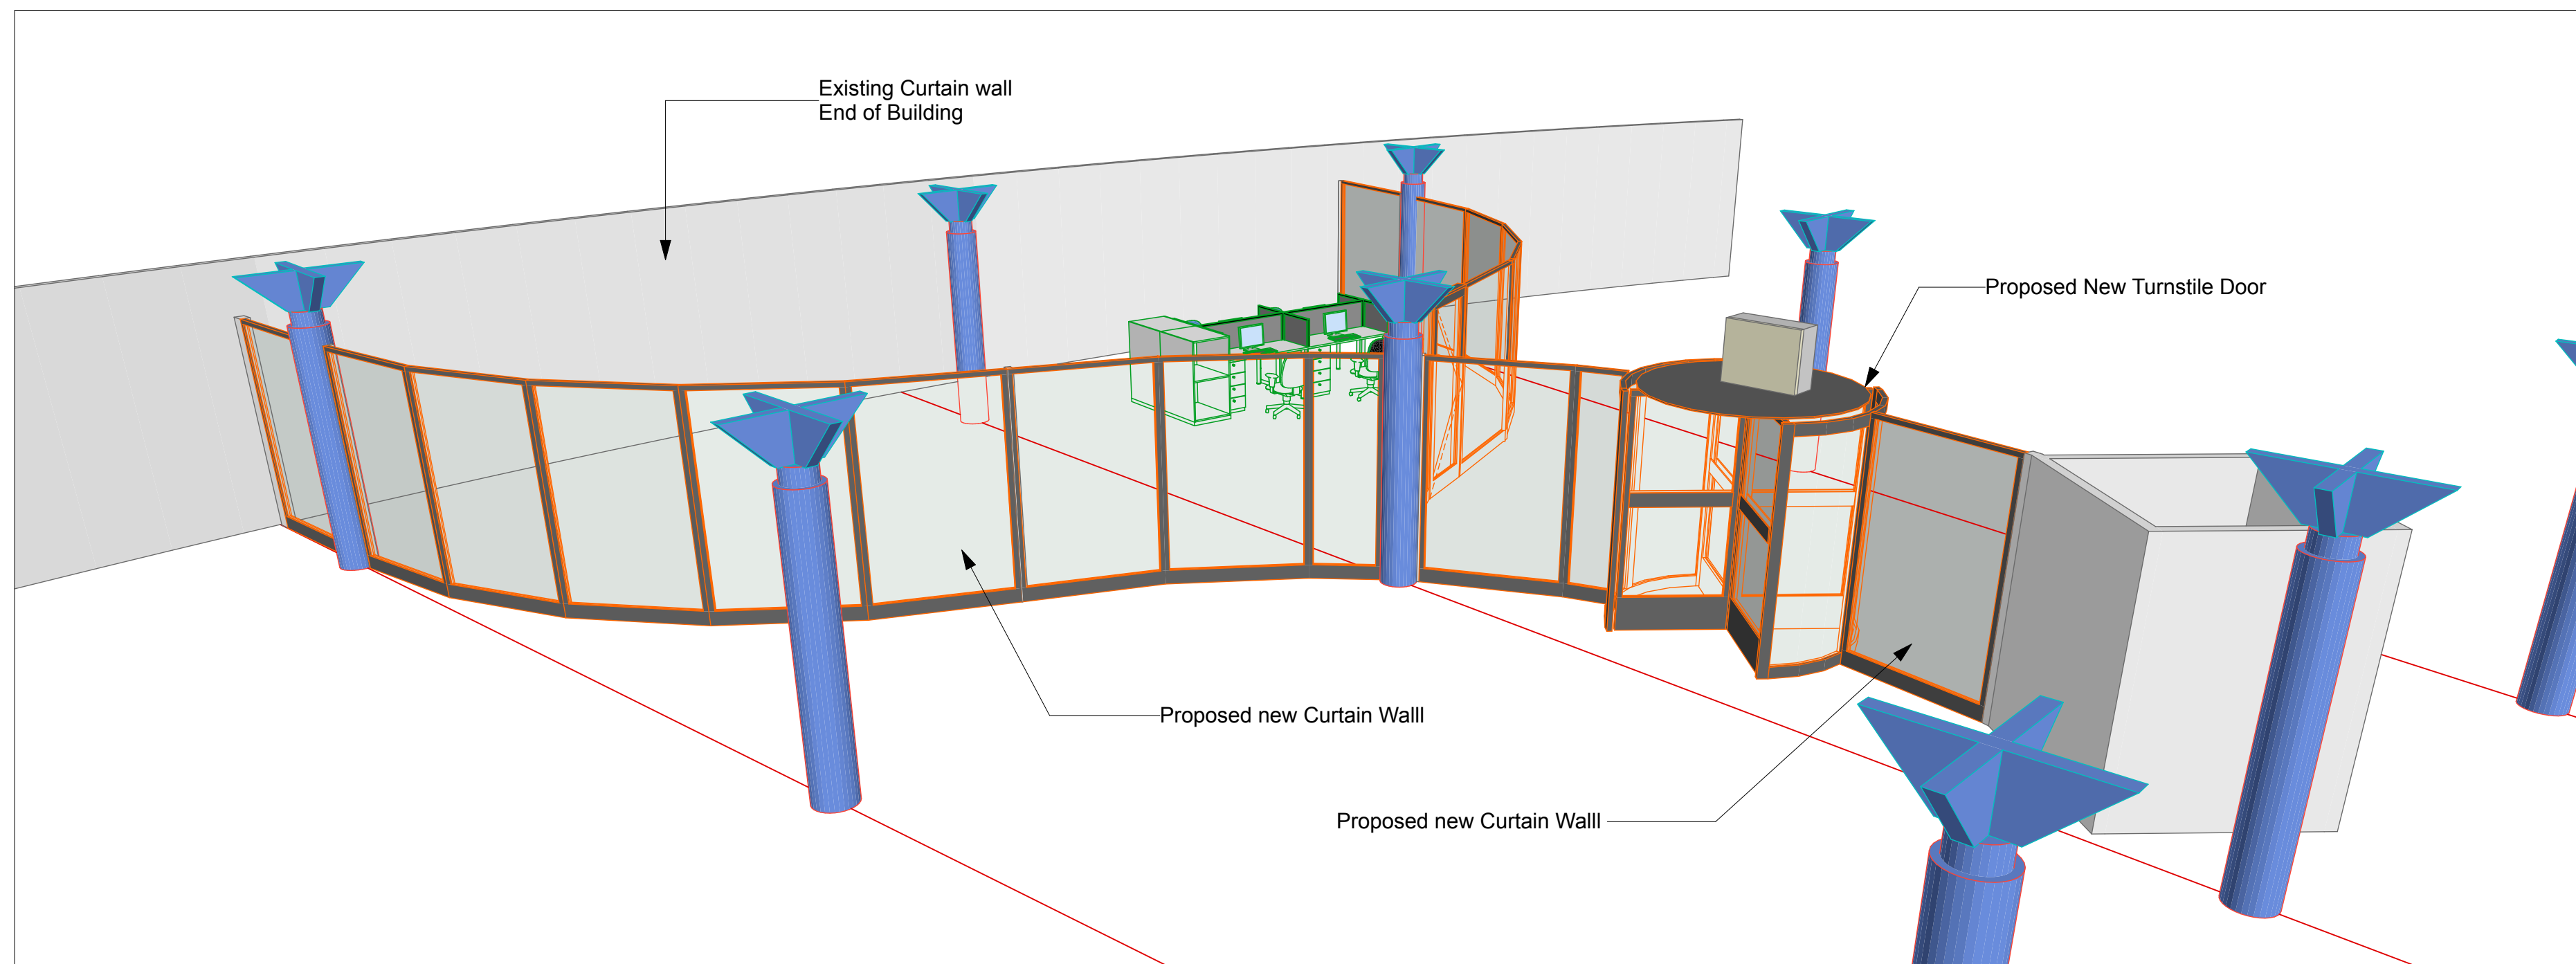 Existing Curtain wall
End of Building
Proposed New Turnstile Door
Proposed new Curtain Walll
Proposed new Curtain Walll